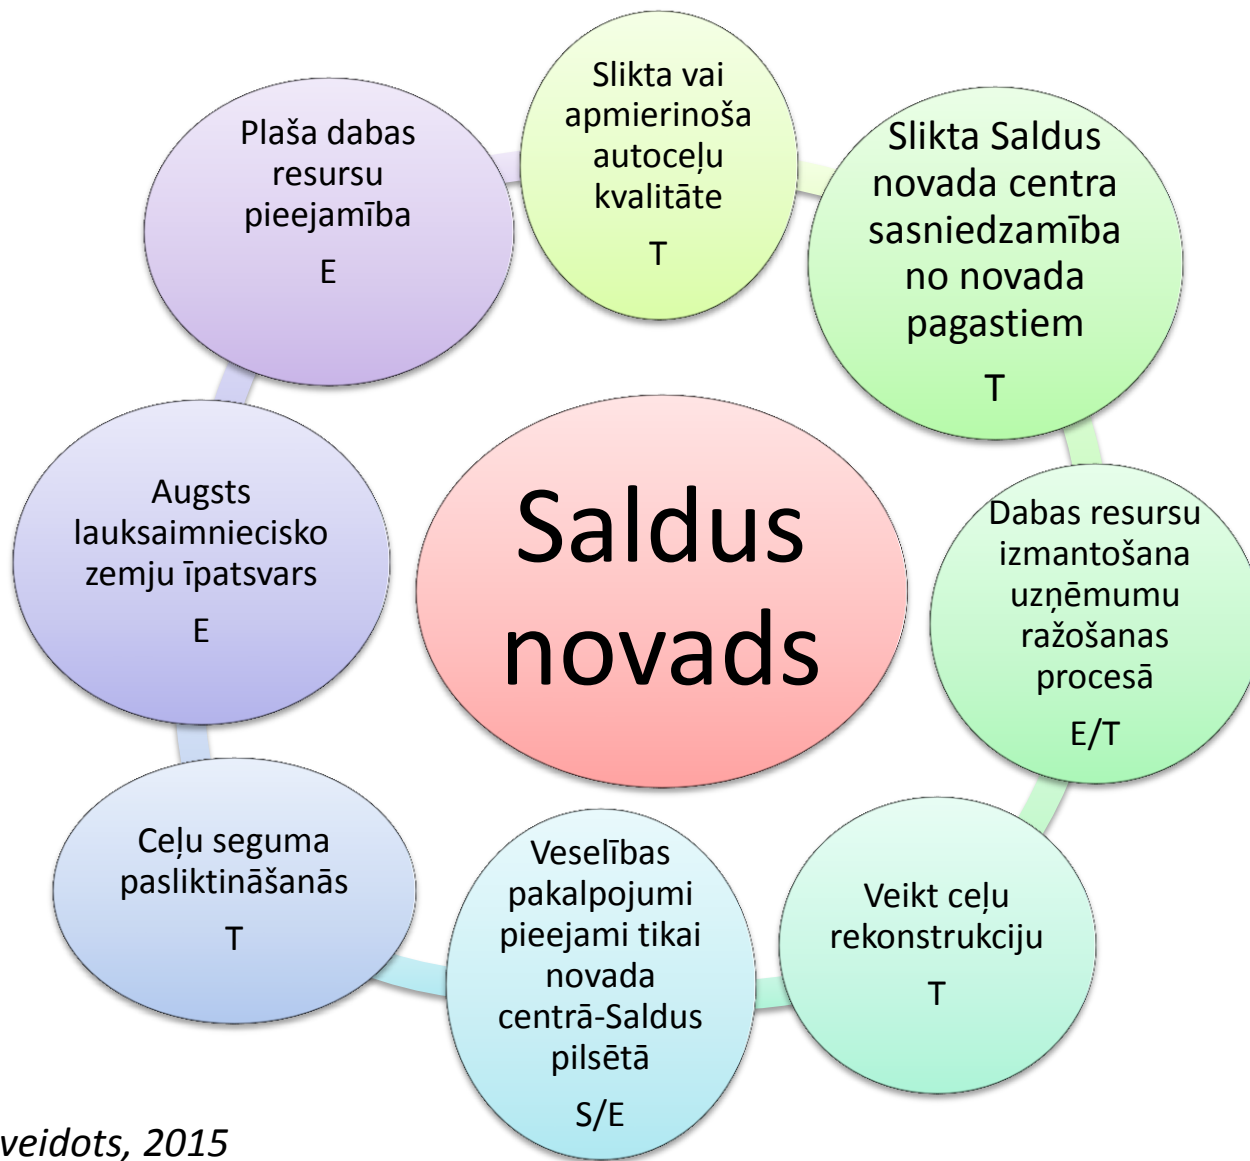 Slikta vai
apmierinoša
autoceļu
kvalitāte
T
Slikta Saldus
novada centra
sasniedzamība
no novada
pagastiem
T
Dabas resursu
izmantošana
uzņēmumu
ražošanas
procesā
E/T
Veikt ceļu
rekonstrukciju
T
Veselības
pakalpojumi
pieejami tikai
novada
centrā-Saldus
pilsētā
S/E
Ceļu seguma
pasliktināšanās
T
Augsts
lauksaimniecisko
zemju īpatsvars
E
Plaša dabas
resursu
pieejamība
E
Saldus
novads
veidots, 2015